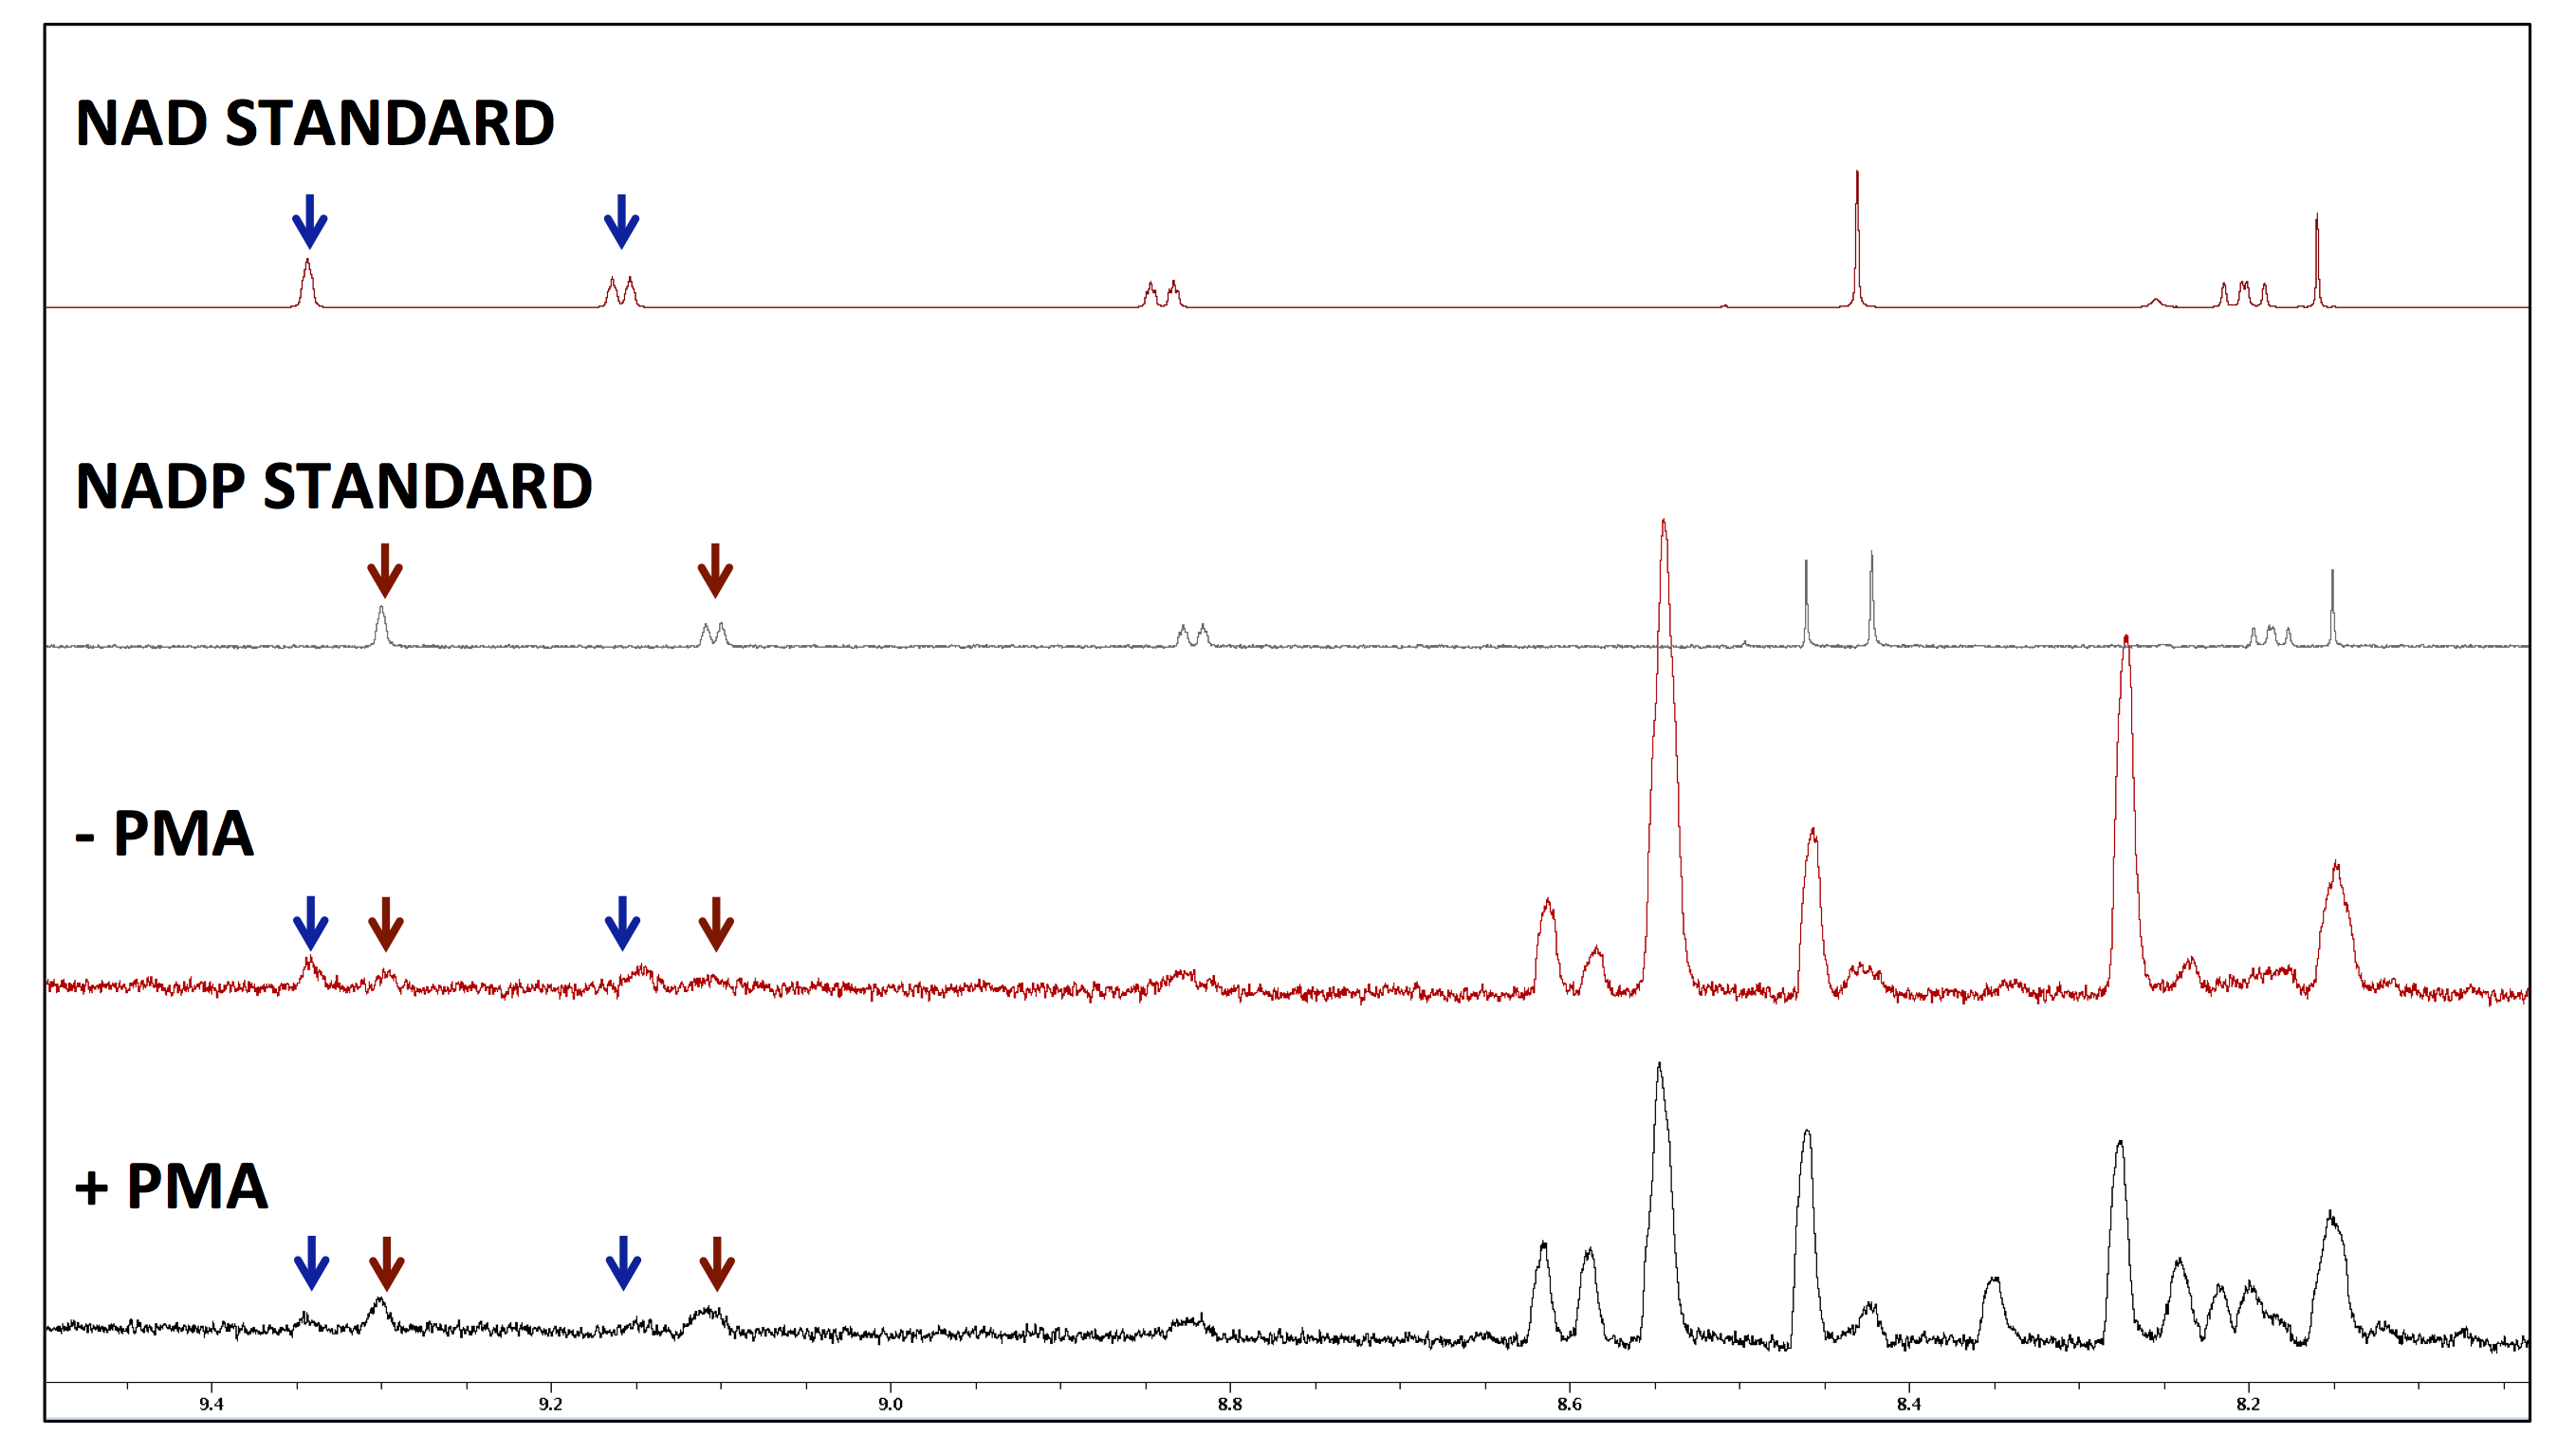 NAD STANDARD
NADP STANDARD
- PMA
+ PMA
9.4 9.2 9.0 8.8 8.6 8.4 8.2